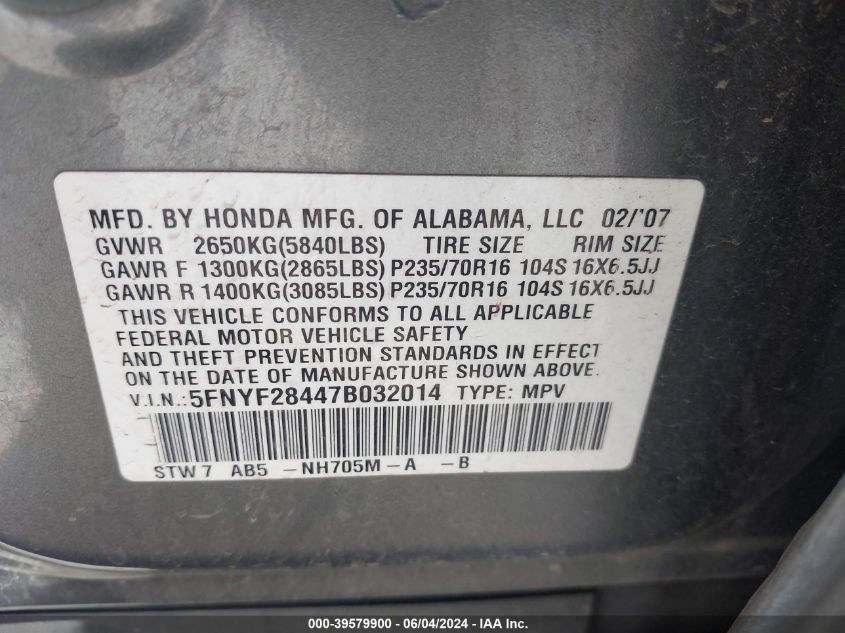 MFD. BY HONDA MFG. OF ALABAMA, LLC 02/'07
GVWR 2650KG(5840LBS) TIRE SIZE RIM SIZE
GAWR F 1300KG(2865LBS) P235/70R16 104S 16X6.5JJ
GAWR R 1400KG(3085LBS) P235/70R16 104S 16X6.5JJ
THIS VEHICLE CONFORMS TO ALL APPLICABLE
FEDERAL MOTOR VEHICLE SAFETY
AND THEFT PREVENTION STANDARDS IN EFFECT
ON THE DATE OF MANUFACTURE SHOWN ABOVE.
V.I.N.:5FNYF28447B032014 TYPE: MPV
STW7 AB5 -NH705M-A -B
000-39579900 - 06/04/2024 - IAA Inc.